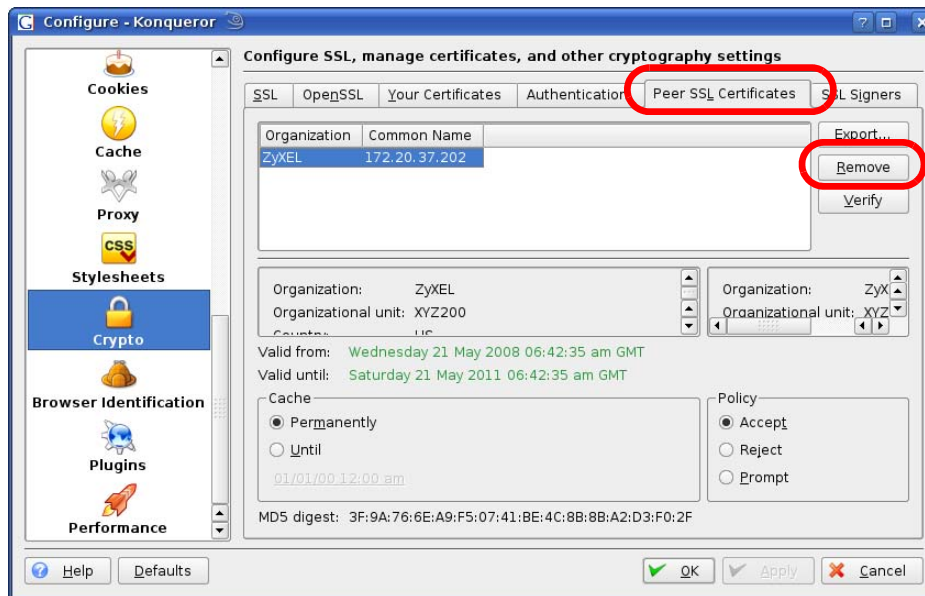 Configure - Konqueror
Cookies
Cache
Proxy
CSS
Stylesheets
Crypto
Browser Identification
Plugins
Performance
Configure SSL, manage certificates, and other cryptography settings
SSL OpenSSL Your Certificates Authentication Peer SSL Certificates SSL Signers
Organization Common Name
ZyXEL 172.20.37.202
Export...
Remove
Verify
Organization: ZyXEL
Organizational unit: XYZ200
Country: US
Organization: ZyX
Organizational unit: XYZ
Valid from: Wednesday 21 May 2008 06:42:35 am GMT
Valid until: Saturday 21 May 2011 06:42:35 am GMT
Cache
Permanently
Until
01/01/00 12:00 am
Policy
Accept
Reject
Prompt
MD5 digest: 3F:9A:76:6E:A9:F5:07:41:BE:4C:8B:8B:A2:D3:F0:2F
Help Defaults OK Apply Cancel